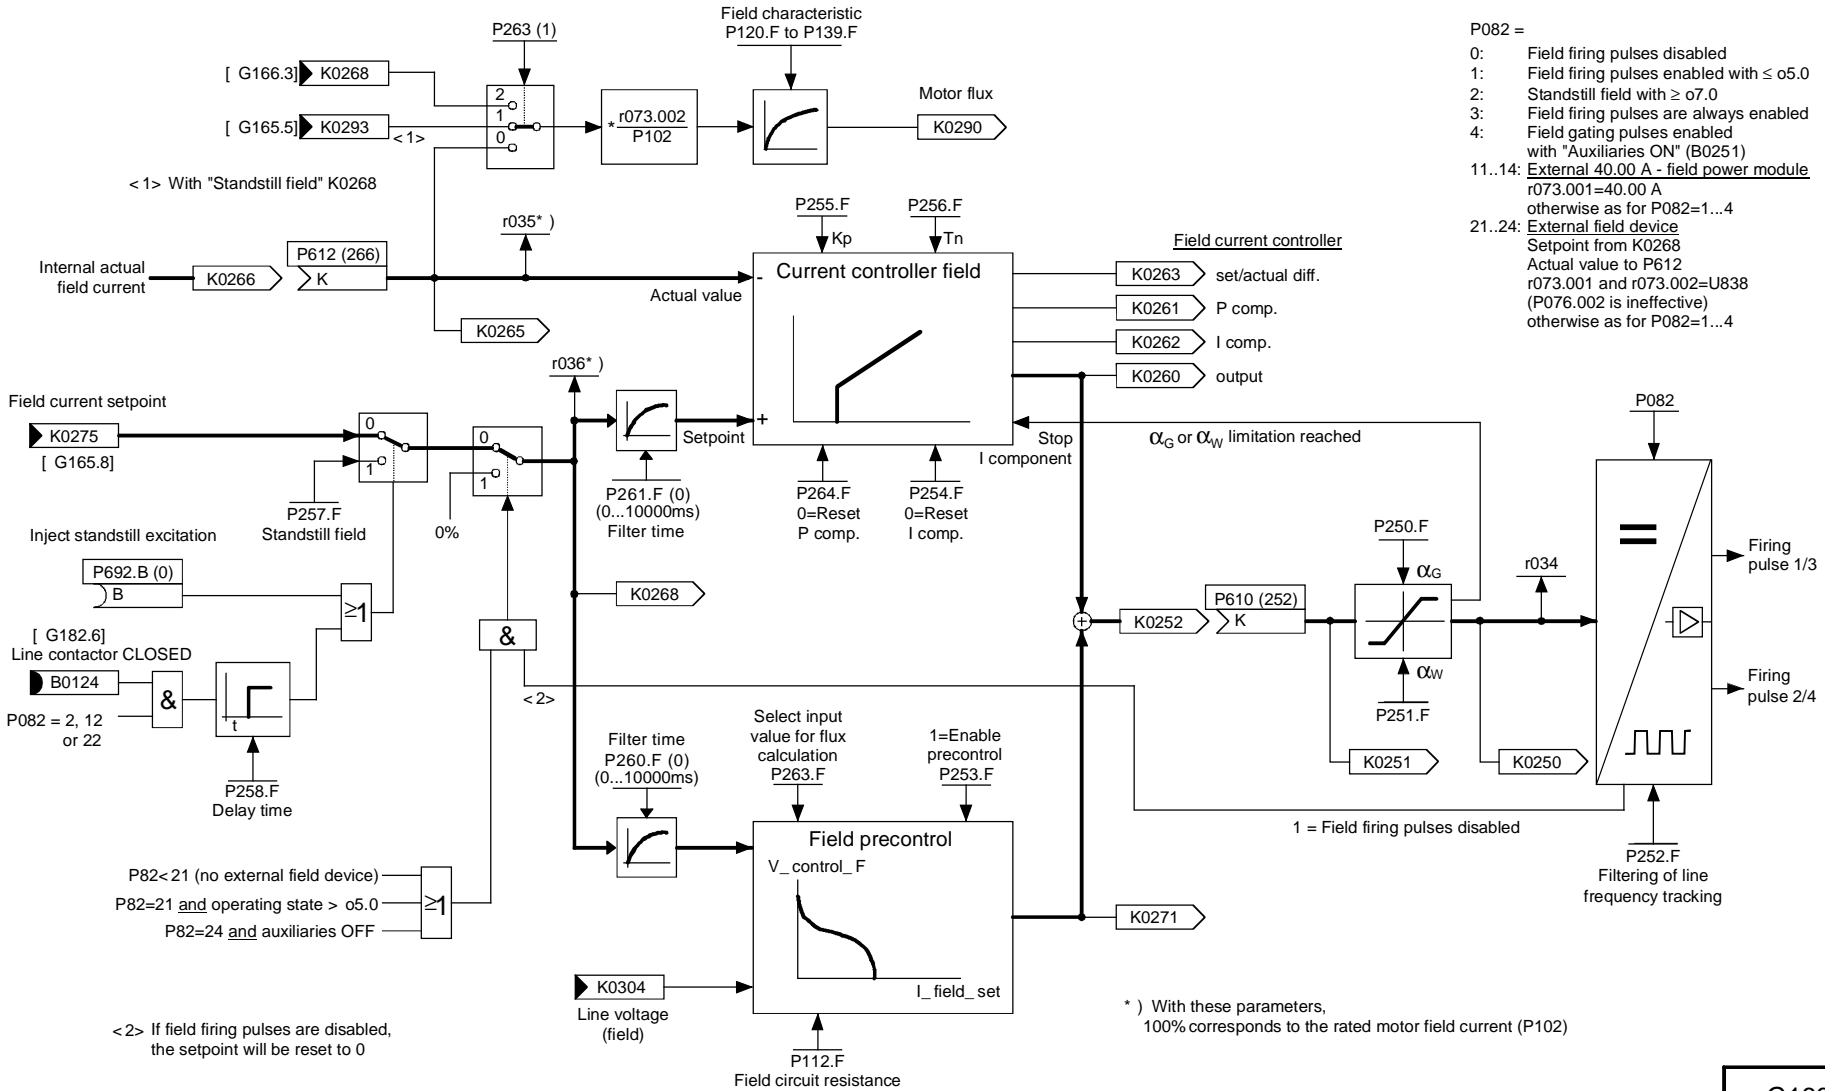 P263 (1)
Field characteristic
P120.F to P139.F
[ G166.3]
K0268
2
1
0
[ G165.5]
K0293
<1>
* r073.002
P102
Motor flux
K0290
<1> With "Standstill field" K0268
P082 =
0: Field firing pulses disabled
1: Field firing pulses enabled with ≤ o5.0
2: Standstill field with ≥ o7.0
3: Field firing pulses are always enabled
4: Field gating pulses enabled
with "Auxiliaries ON" (B0251)
11..14: External 40.00 A - field power module
r073.001=40.00 A
otherwise as for P082=1...4
21..24: External field device
Setpoint from K0268
Actual value to P612
r073.001 and r073.002=U838
(P076.002 is ineffective)
otherwise as for P082=1...4
Internal actual
field current
K0266
P612 (266)
K
r035* )
K0265
Actual value
P255.F
Kp
P256.F
Tn
-
Current controller field
+
Field current controller
K0263
set/actual diff.
K0261
P comp.
K0262
I comp.
K0260
output
r036* )
Field current setpoint
K0275
[ G165.8]
0
1
0
1
Setpoint
P257.F
Standstill field
0%
P261.F (0)
(0...10000ms)
Filter time
P264.F
0=Reset
P comp.
P254.F
0=Reset
I comp.
Stop
I component
αG or αW limitation reached
P082
Inject standstill excitation
P692.B (0)
B
≥1
[ G182.6]
Line contactor CLOSED
B0124
&
P082 = 2, 12
or 22
t
P258.F
Delay time
K0268
&
<2>
+
K0252
P610 (252)
K
P250.F
αG
αW
P251.F
r034
K0251
K0250
=
Firing
pulse 1/3
Firing
pulse 2/4
1 = Field firing pulses disabled
P252.F
Filtering of line
frequency tracking
Filter time
P260.F (0)
(0...10000ms)
Select input
value for flux
calculation
P263.F
1=Enable
precontrol
P253.F
Field precontrol
V_control_F
I_field_set
K0271
P82<21 (no external field device)
P82=21 and operating state > o5.0
P82=24 and auxiliaries OFF
≥1
K0304
Line voltage
(field)
P112.F
Field circuit resistance
<2> If field firing pulses are disabled,
the setpoint will be reset to 0
* ) With these parameters,
100% corresponds to the rated motor field current (P102)